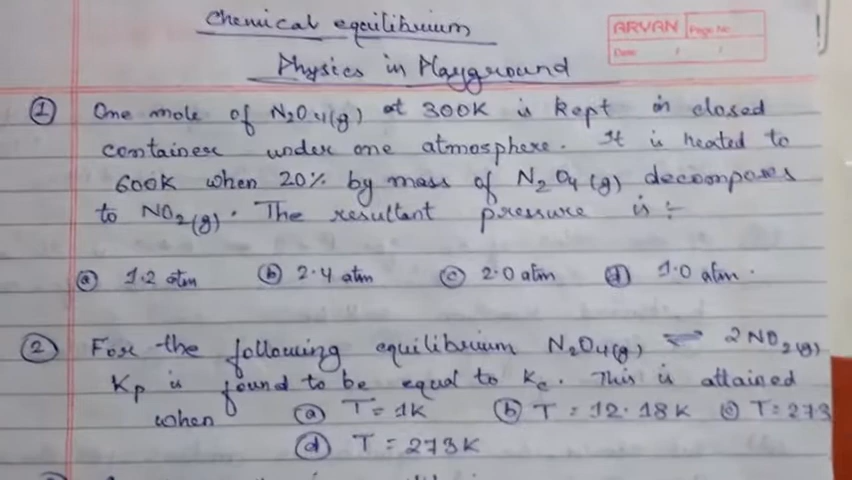 Chemical equilibrium
ARYAN Page No
Date / /
Physics in Playground
① One mole of N₂O₄(g) at 300K is kept in closed
container under one atmosphere. It is heated to
600K when 20% by mass of N₂O₄(g) decomposes
to NO₂(g). The resultant pressure is :-
(a) 1.2 atm (b) 2.4 atm (c) 2.0 atm (d) 1.0 atm.
② For the following equilibrium N₂O₄(g) ⇌ 2NO₂(g)
Kp is found to be equal to Kc. This is attained
when (a) T = 1K (b) T = 12.18K (c) T = 273
(d) T = 273K